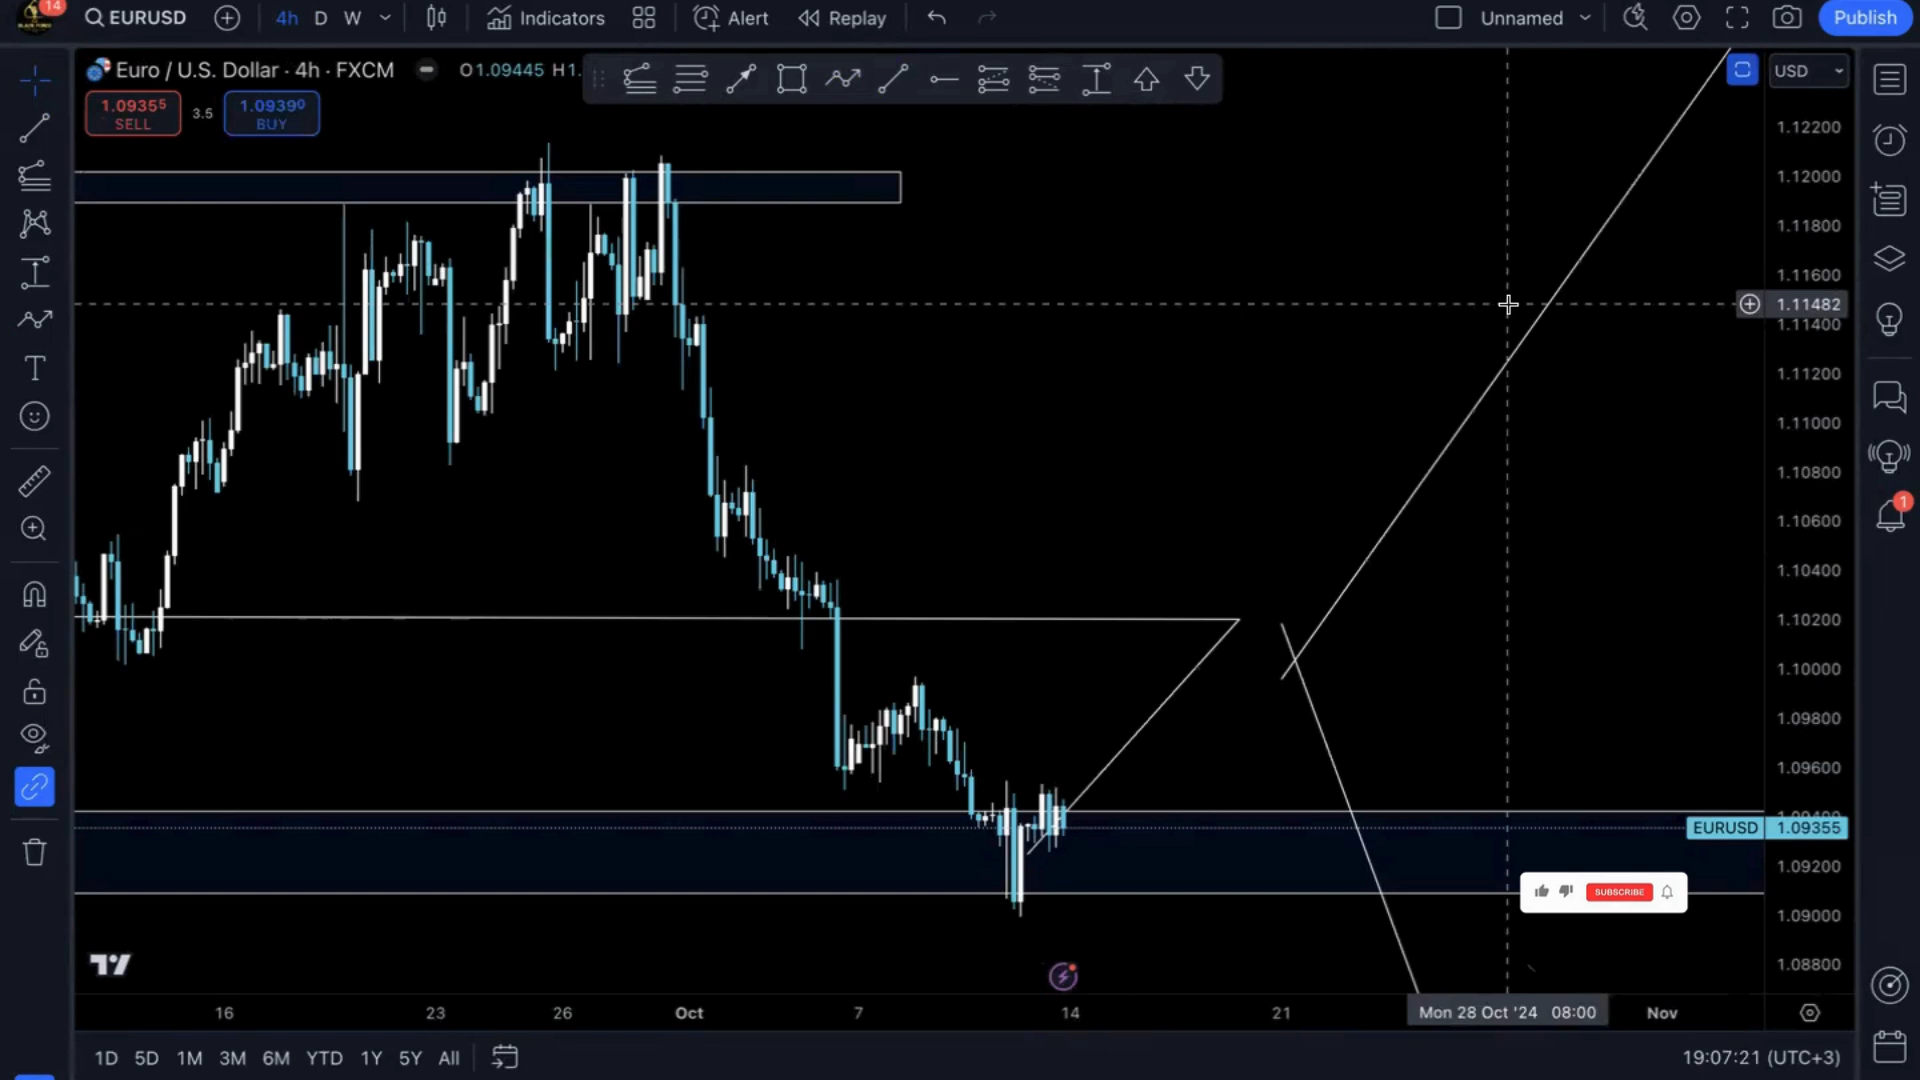 14
EURUSD
4h
D
W
Indicators
Alert
Replay
Unnamed
Publish
Euro / U.S. Dollar · 4h · FXCM
O1.09445 H1.
USD
1.09355
SELL
3.5
1.09390
BUY
1.12200
1.12000
1.11800
1.11600
1.11482
1.11400
1.11200
1.11000
1.10800
1.10600
1.10400
1.10200
1.10000
1.09800
1.09600
EURUSD 1.09355
1.09200
1.09000
1.08800
1
SUBSCRIBE
16
23
26
Oct
7
14
21
Mon 28 Oct '24 08:00
Nov
1D 5D 1M 3M 6M YTD 1Y 5Y All
19:07:21 (UTC+3)